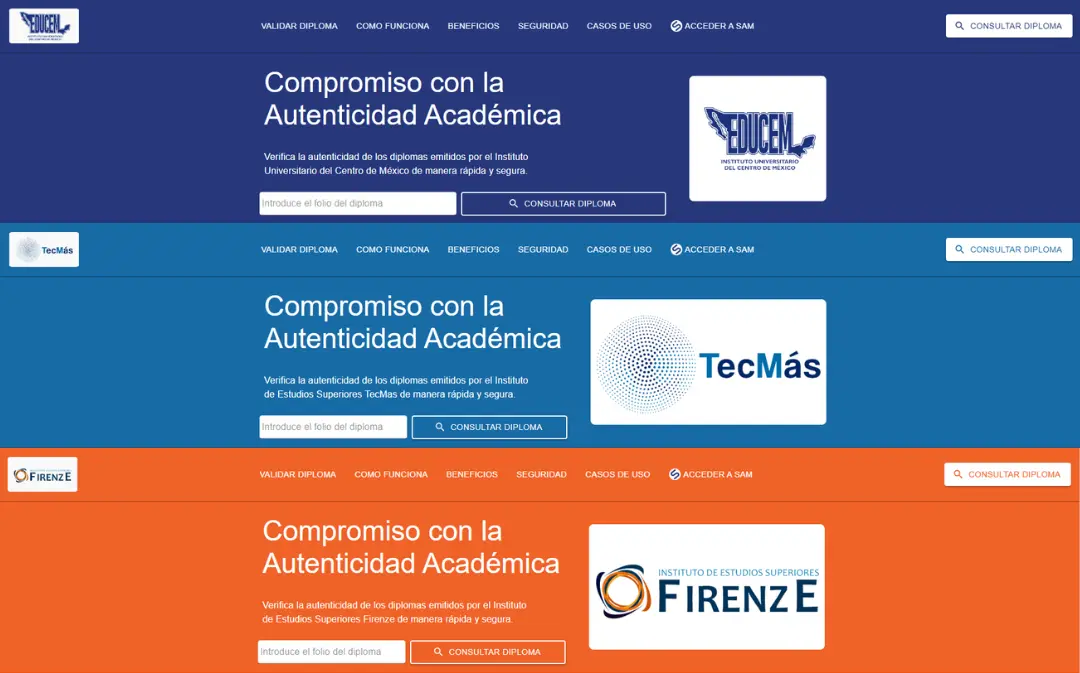 EDUCEM
VALIDAR DIPLOMA COMO FUNCIONA BENEFICIOS SEGURIDAD CASOS DE USO ACCEDER A SAM CONSULTAR DIPLOMA
Compromiso con la
Autenticidad Académica
Verifica la autenticidad de los diplomas emitidos por el Instituto
Universitario del Centro de México de manera rápida y segura.
Introduce el folio del diploma CONSULTAR DIPLOMA
EDUCEM
INSTITUTO UNIVERSITARIO
DEL CENTRO DE MÉXICO
TecMás
VALIDAR DIPLOMA COMO FUNCIONA BENEFICIOS SEGURIDAD CASOS DE USO ACCEDER A SAM CONSULTAR DIPLOMA
Compromiso con la
Autenticidad Académica
Verifica la autenticidad de los diplomas emitidos por el Instituto
de Estudios Superiores TecMas de manera rápida y segura.
Introduce el folio del diploma CONSULTAR DIPLOMA
TecMás
FIRENZE
VALIDAR DIPLOMA COMO FUNCIONA BENEFICIOS SEGURIDAD CASOS DE USO ACCEDER A SAM CONSULTAR DIPLOMA
Compromiso con la
Autenticidad Académica
Verifica la autenticidad de los diplomas emitidos por el Instituto
de Estudios Superiores Firenze de manera rápida y segura.
Introduce el folio del diploma CONSULTAR DIPLOMA
INSTITUTO DE ESTUDIOS SUPERIORES
FIRENZE